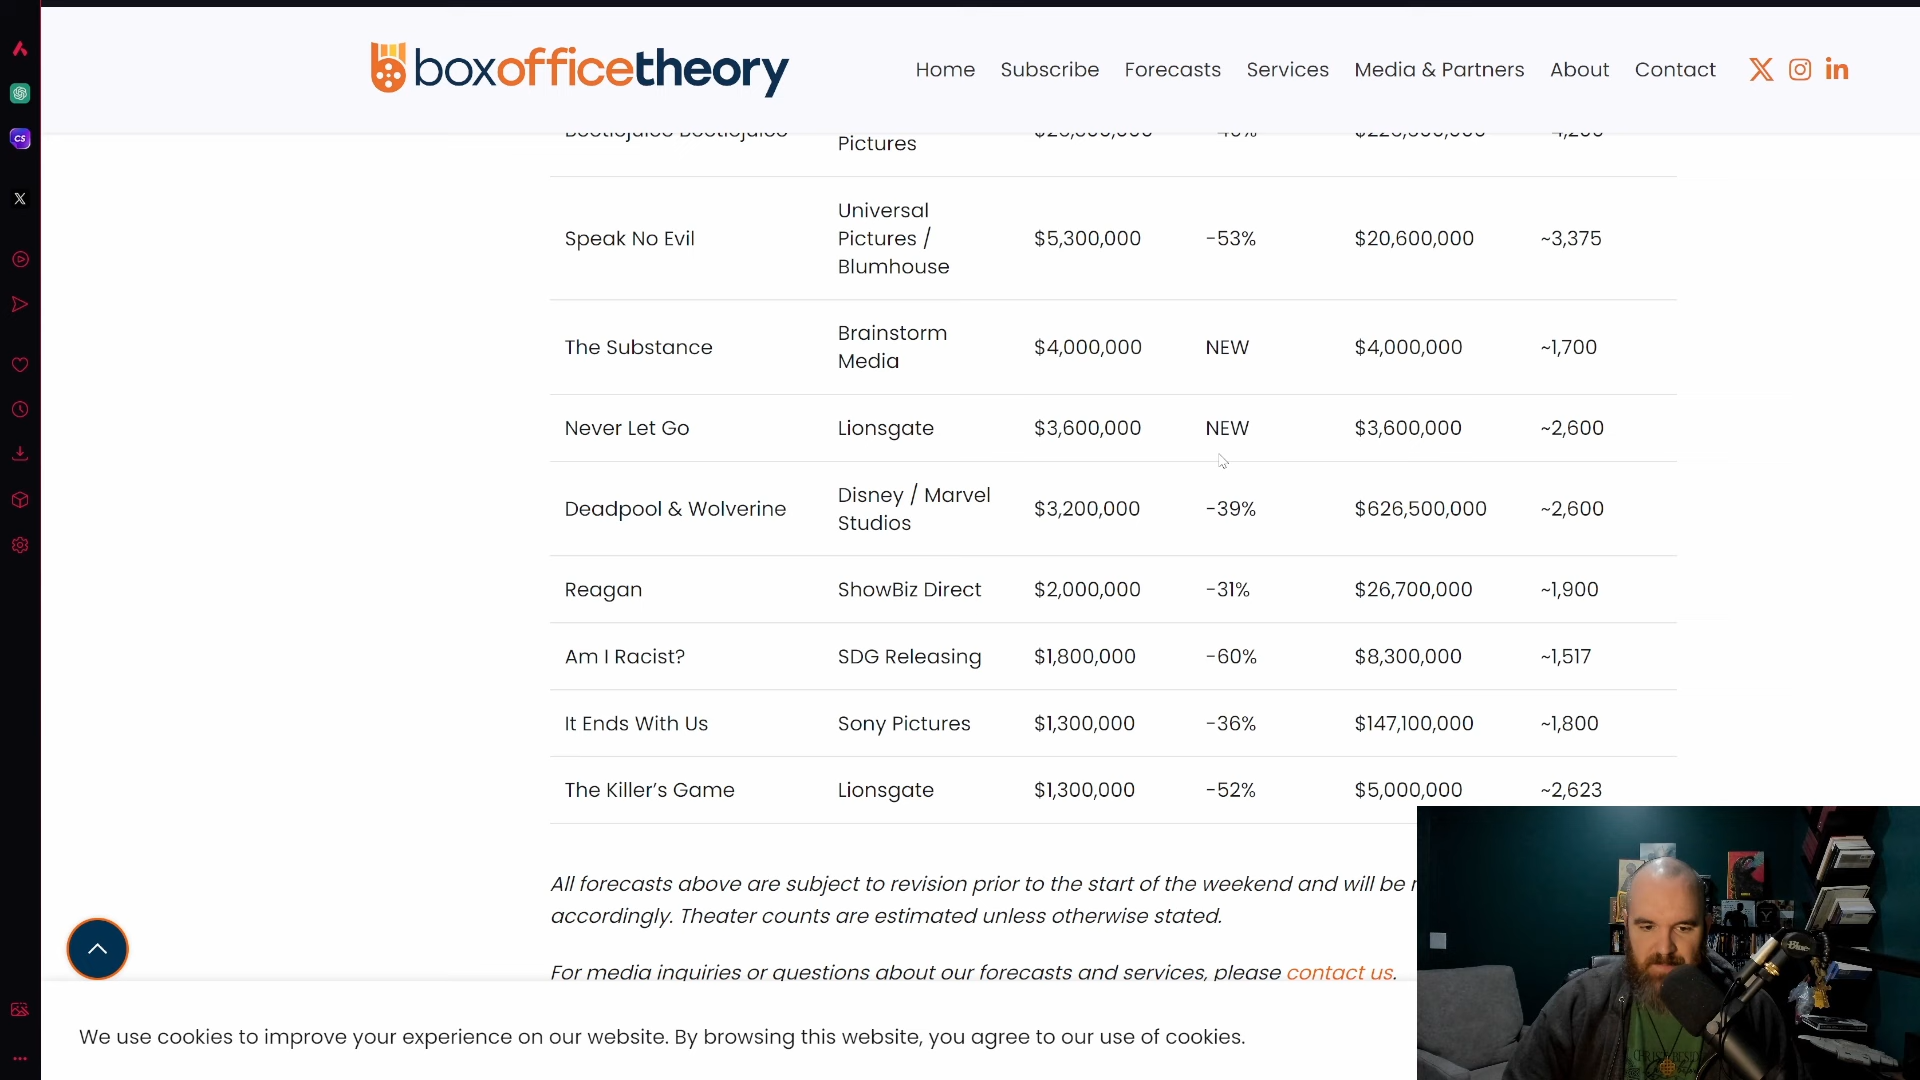 boxofficetheory
Home Subscribe Forecasts Services Media & Partners About Contact
Pictures
Speak No Evil Universal Pictures / Blumhouse $5,300,000 -53% $20,600,000 ~3,375
The Substance Brainstorm Media $4,000,000 NEW $4,000,000 ~1,700
Never Let Go Lionsgate $3,600,000 NEW $3,600,000 ~2,600
Deadpool & Wolverine Disney / Marvel Studios $3,200,000 -39% $626,500,000 ~2,600
Reagan ShowBiz Direct $2,000,000 -31% $26,700,000 ~1,900
Am I Racist? SDG Releasing $1,800,000 -60% $8,300,000 ~1,517
It Ends With Us Sony Pictures $1,300,000 -36% $147,100,000 ~1,800
The Killer's Game Lionsgate $1,300,000 -52% $5,000,000 ~2,623
All forecasts above are subject to revision prior to the start of the weekend and will be
accordingly. Theater counts are estimated unless otherwise stated.
For media inquiries or questions about our forecasts and services, please contact us.
We use cookies to improve your experience on our website. By browsing this website, you agree to our use of cookies.